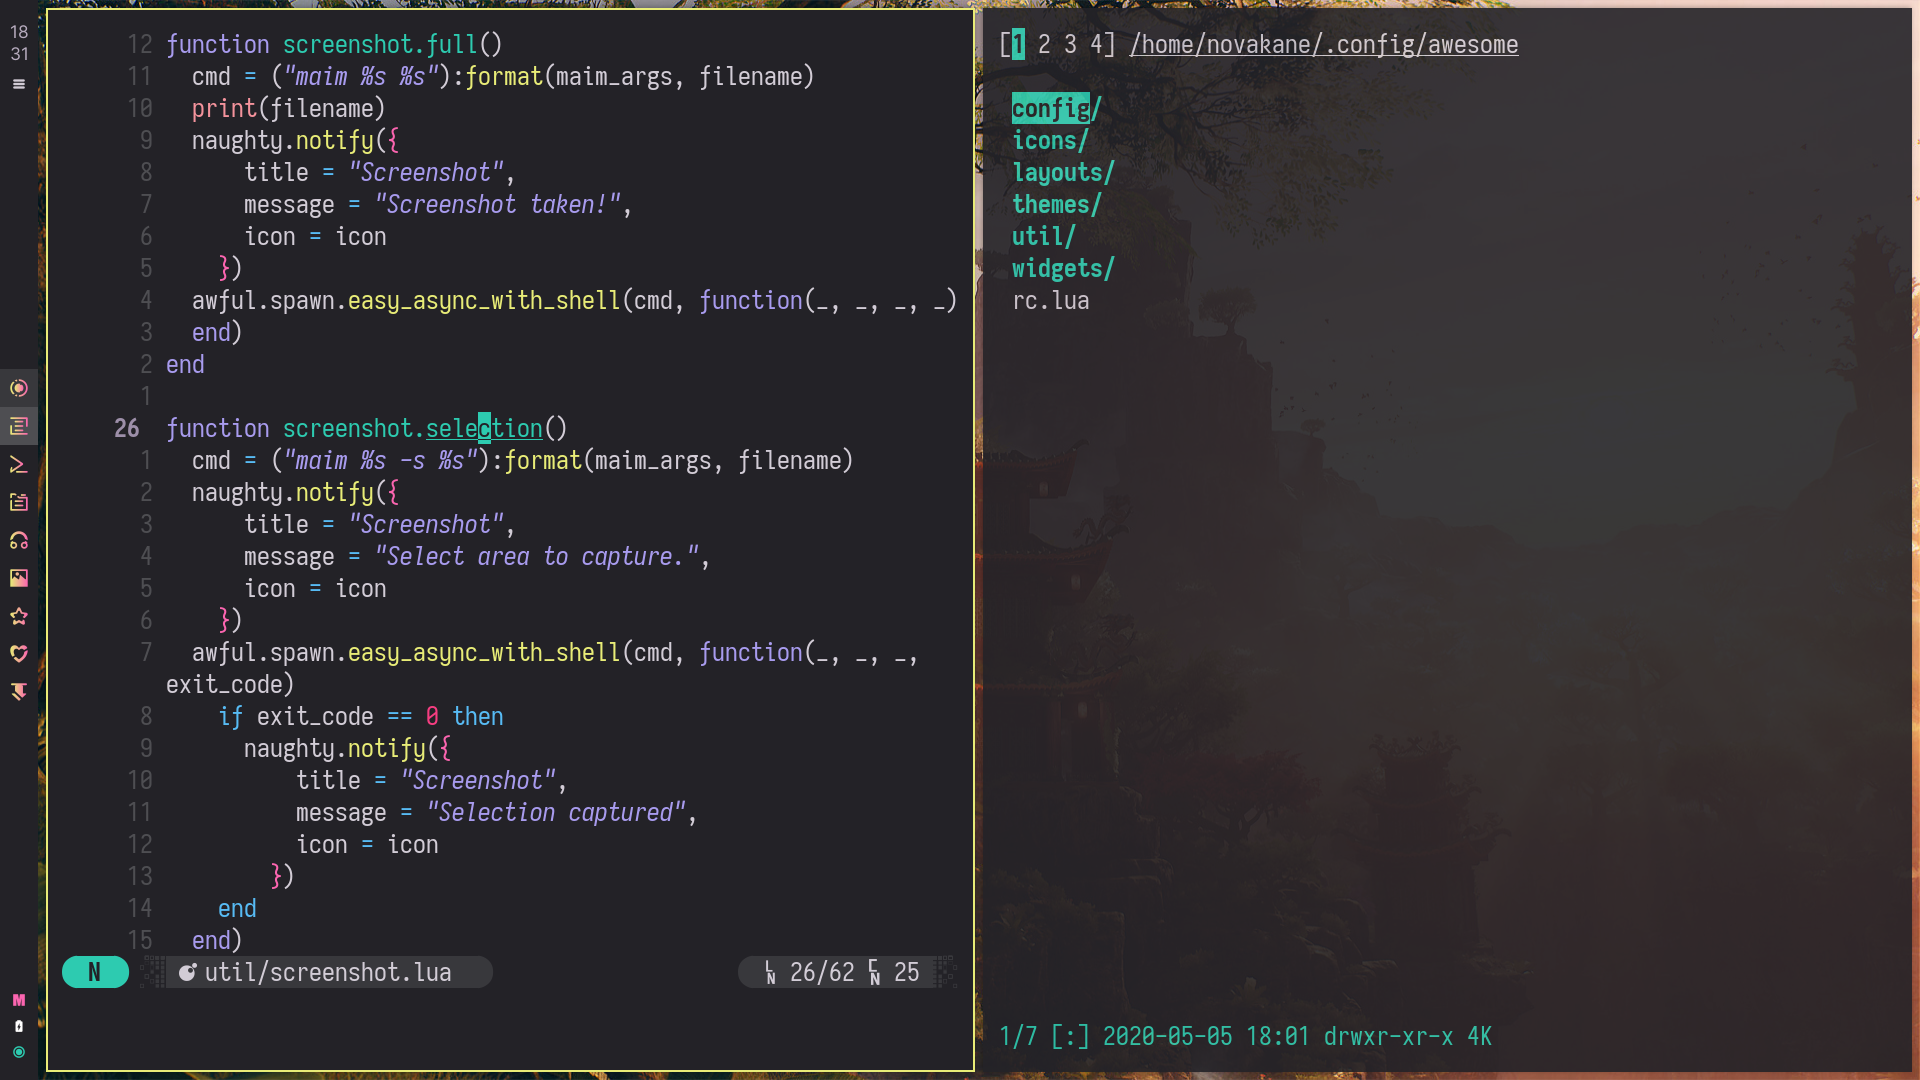 18
31
12 function screenshot.full()
11 cmd = ("maim %s %s"):format(maim_args, filename)
10 print(filename)
9 naughty.notify({
8 title = "Screenshot",
7 message = "Screenshot taken!",
6 icon = icon
5 })
4 awful.spawn.easy_async_with_shell(cmd, function(_, _, _, _)
3 end)
2 end
1
26 function screenshot.selection()
1 cmd = ("maim %s -s %s"):format(maim_args, filename)
2 naughty.notify({
3 title = "Screenshot",
4 message = "Select area to capture.",
5 icon = icon
6 })
7 awful.spawn.easy_async_with_shell(cmd, function(_, _, _,
exit_code)
8 if exit_code == 0 then
9 naughty.notify({
10 title = "Screenshot",
11 message = "Selection captured",
12 icon = icon
13 })
14 end
15 end)
N util/screenshot.lua LN 26/62 CN 25
M
[1 2 3 4] /home/novakane/.config/awesome
config/
icons/
layouts/
themes/
util/
widgets/
rc.lua
1/7 [:] 2020-05-05 18:01 drwxr-xr-x 4K